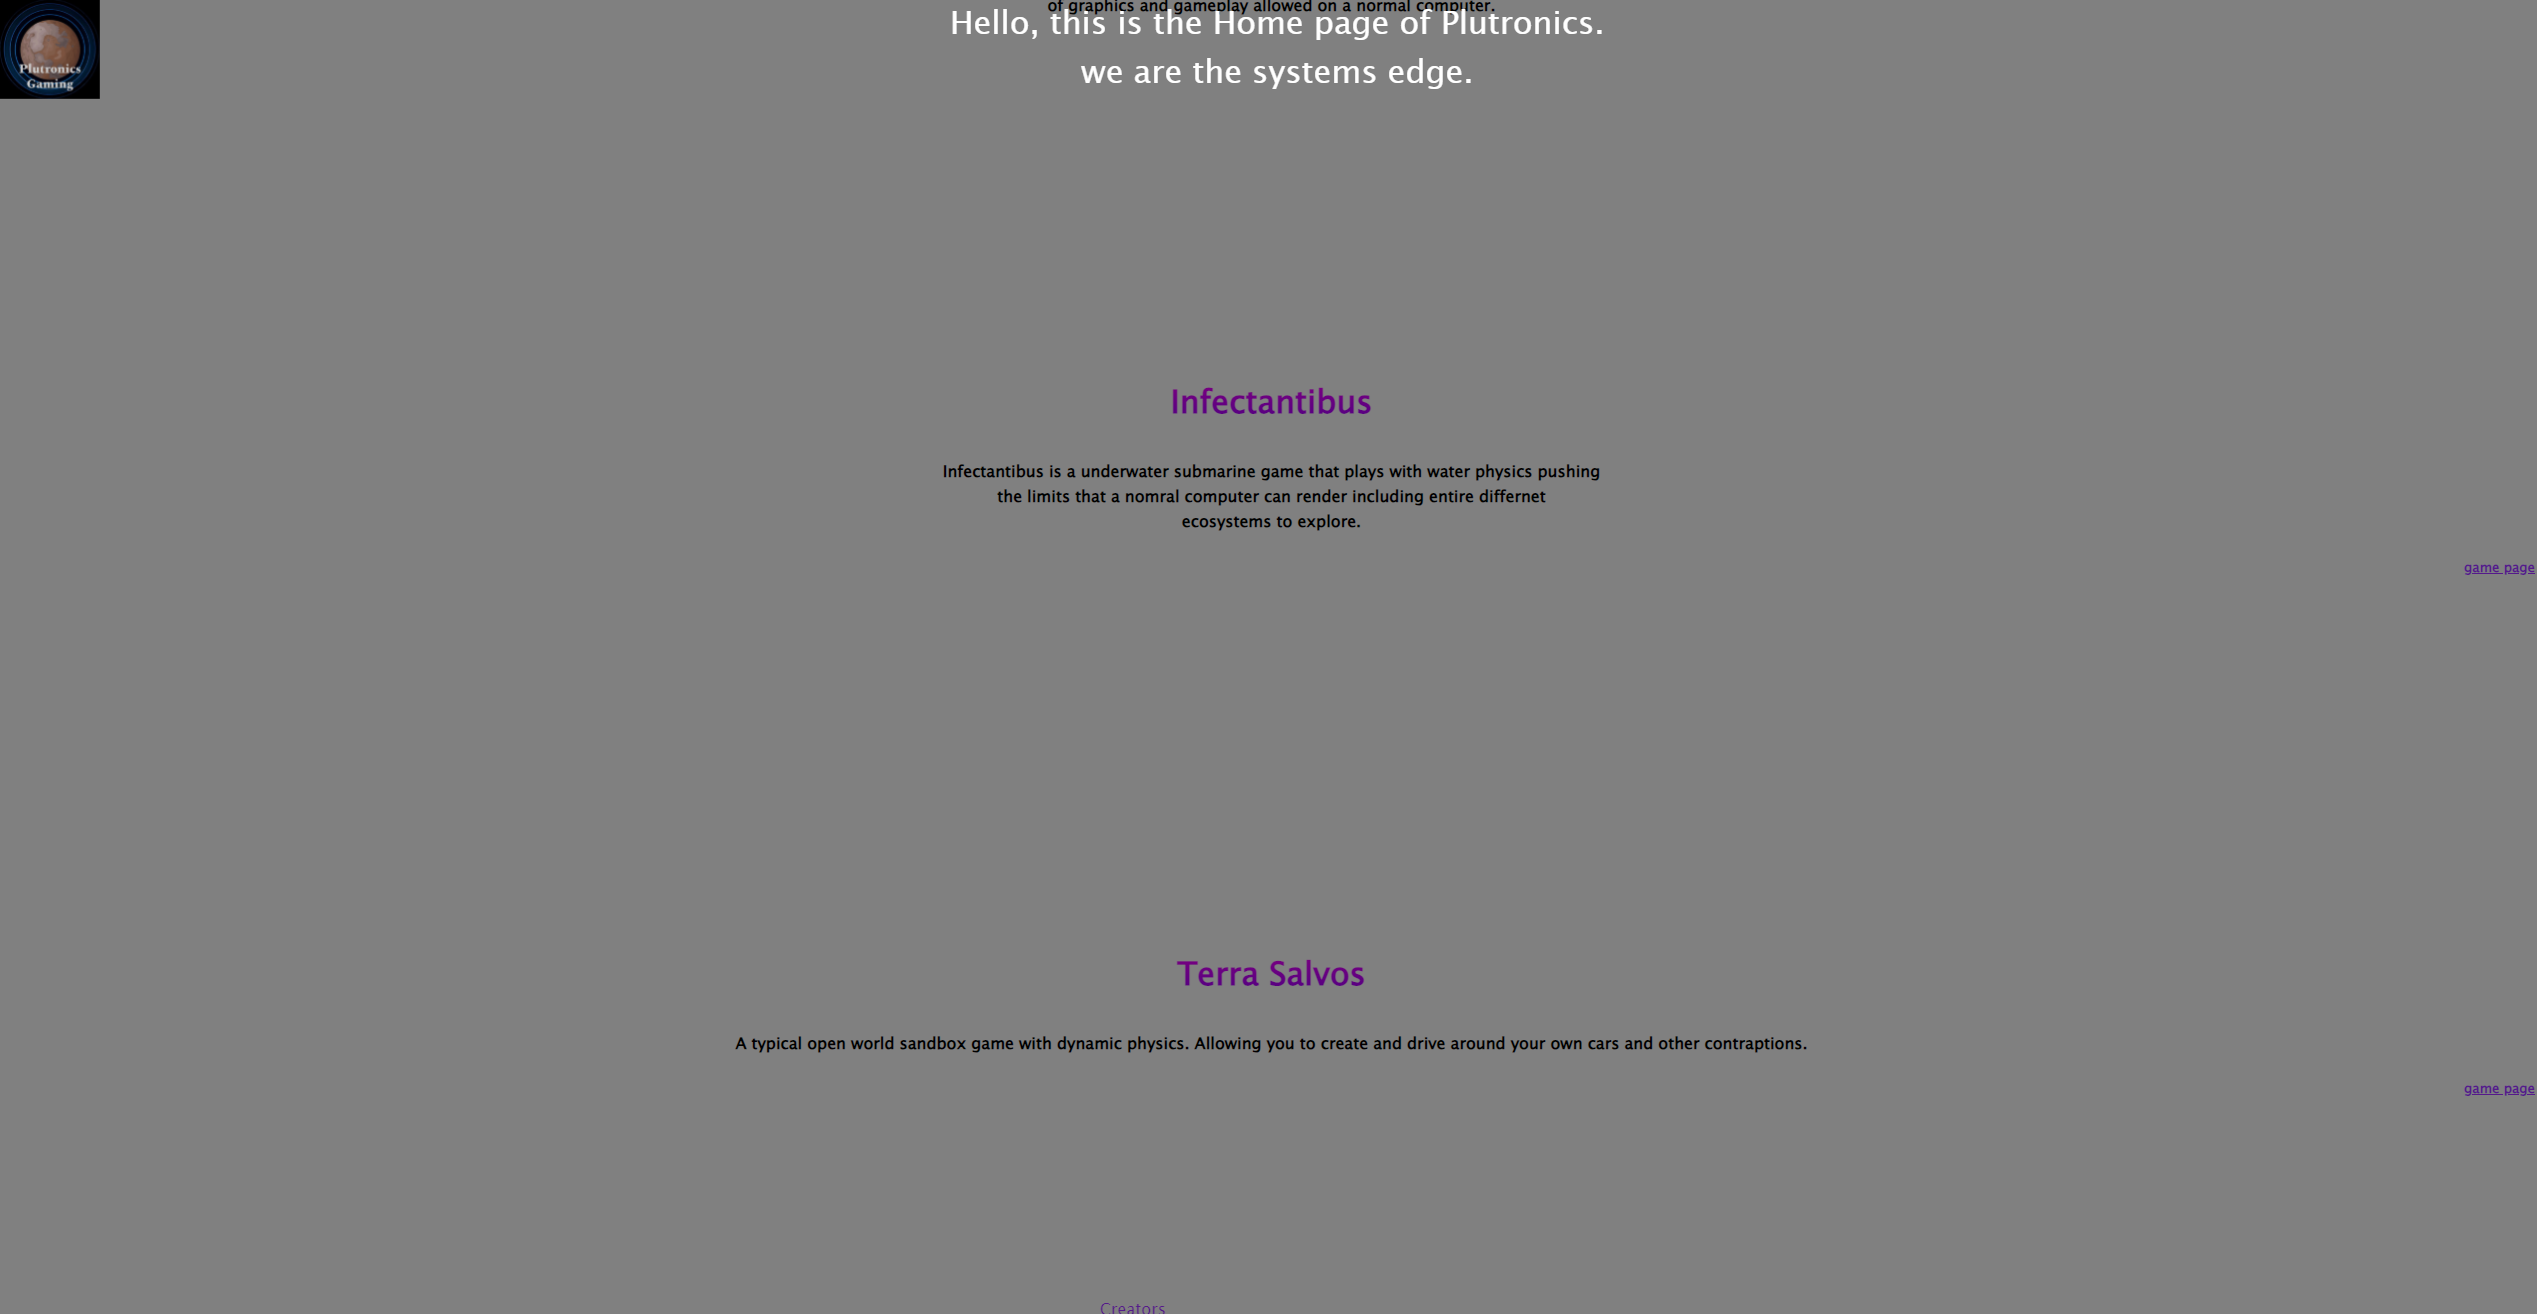 of graphics and gameplay allowed on a normal computer.
Hello, this is the Home page of Plutronics.
we are the systems edge.
Plutronics
Gaming
Infectantibus
Infectantibus is a underwater submarine game that plays with water physics pushing
the limits that a nomral computer can render including entire differnet
ecosystems to explore.
game page
Terra Salvos
A typical open world sandbox game with dynamic physics. Allowing you to create and drive around your own cars and other contraptions.
game page
Creators